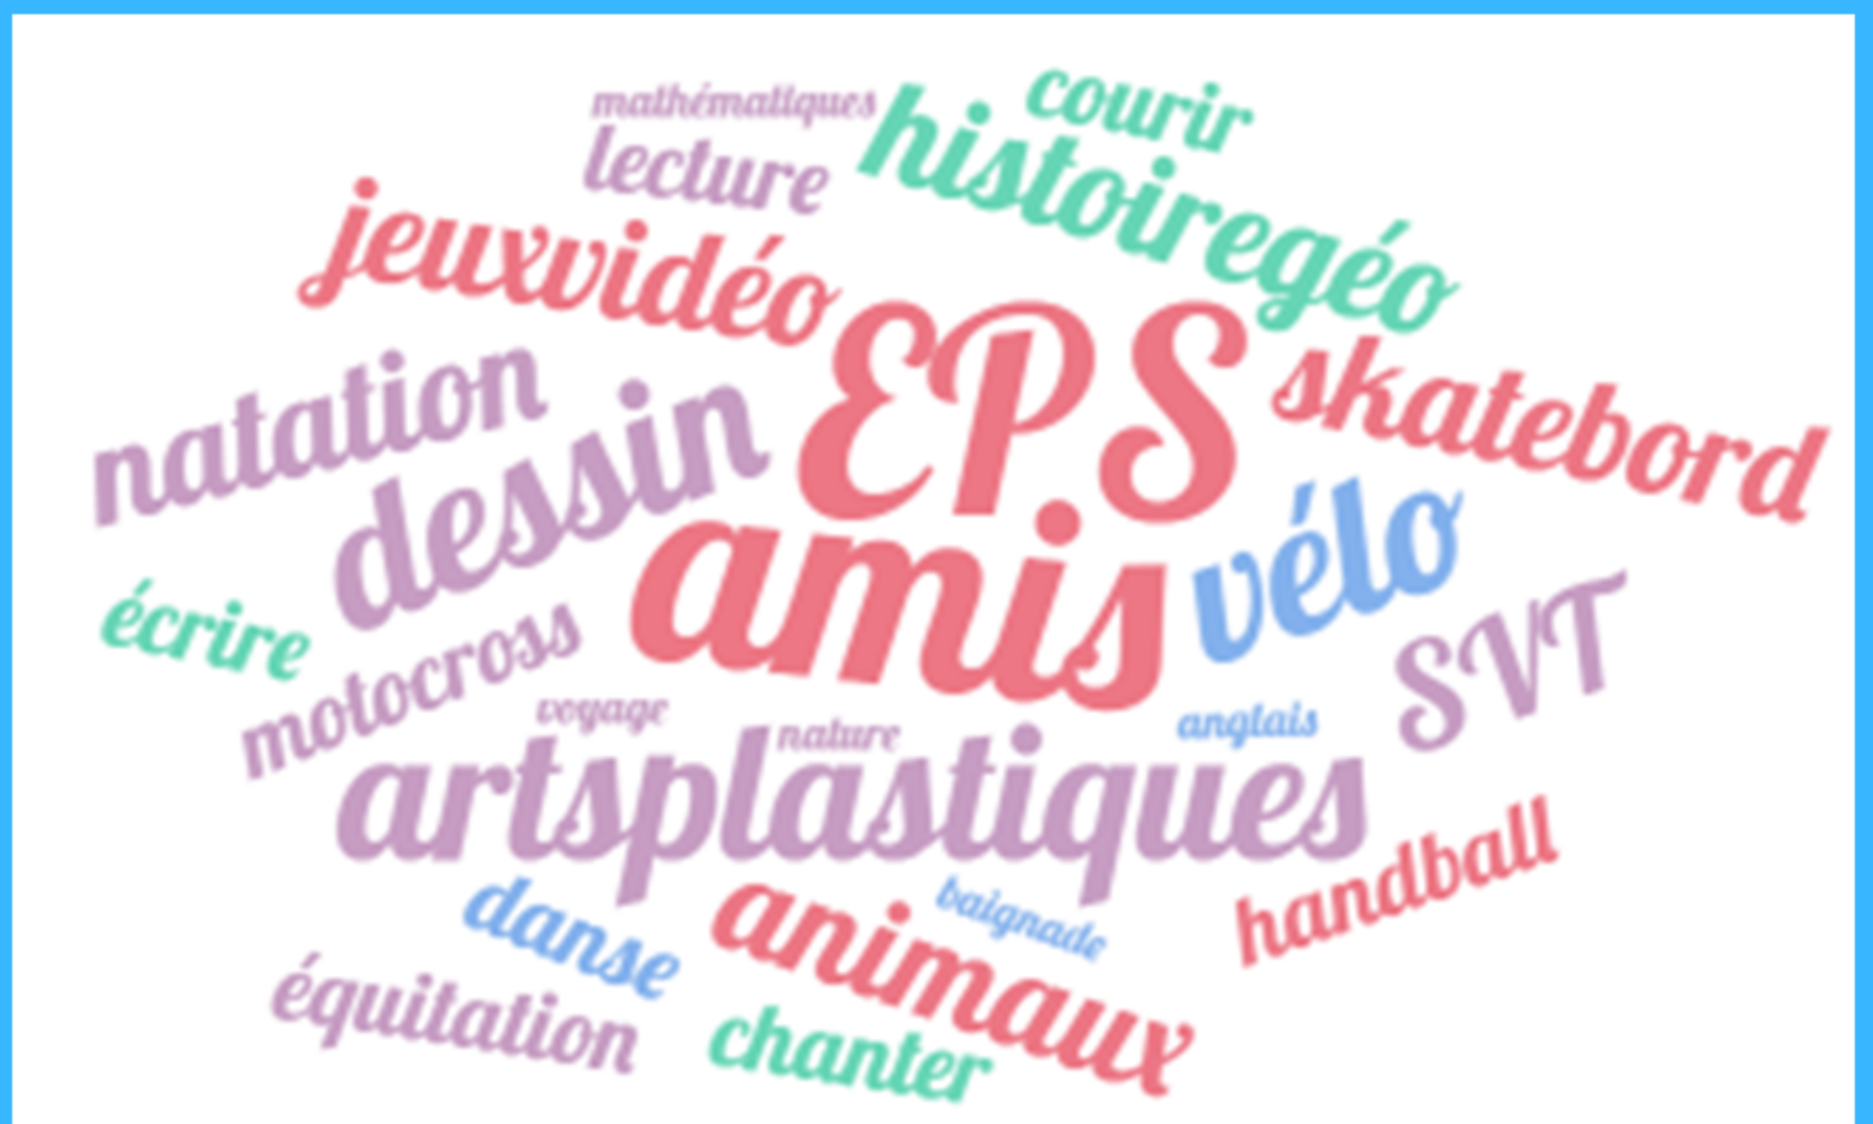 mathématiques
courir
lecture
histoiregéo
jeuxvidéo
EPS
skatebord
natation
dessin
amis
vélo
écrire
motocross
SVT
voyage
nature
anglais
artsplastiques
handball
danse
animaux
baignade
équitation
chanter